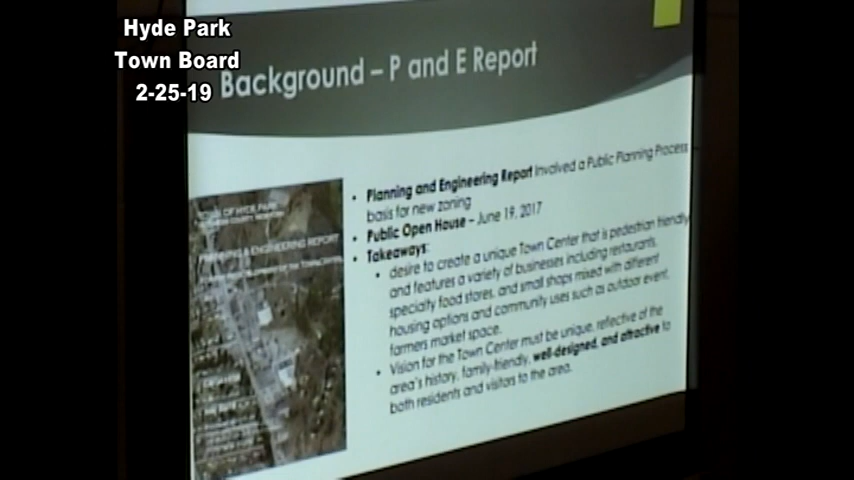 Hyde Park
Town Board
2-25-19
Background – P and E Report
• Planning and Engineering Report involved a Public Planning Process
basis for new zoning
• Public Open House – June 19, 2017
• Takeaways:
• desire to create a unique Town Center that is pedestrian friendly
and features a variety of businesses including restaurants,
specialty food stores, and small shops mixed with different
housing options and community uses such as outdoor event,
farmers market space.
• Vision for the Town Center must be unique, reflective of the
area's history, family-friendly, well-designed, and attractive to
both residents and visitors to the area.
OF HYDE PARK
PLANNING & ENGINEERING REPORT